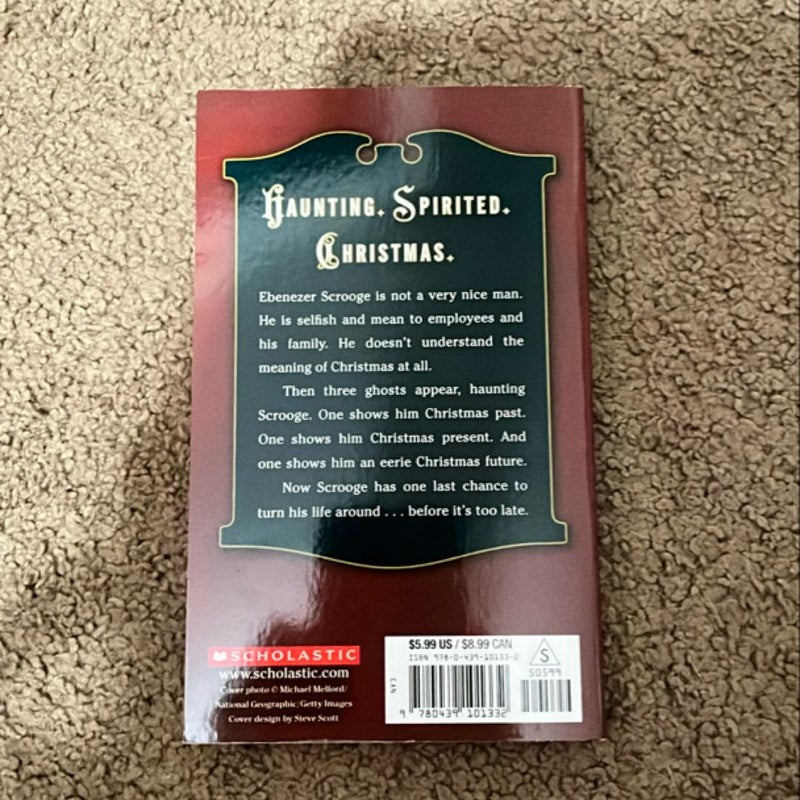 Haunting. Spirited.
Christmas.
Ebenezer Scrooge is not a very nice man.
He is selfish and mean to employees and
his family. He doesn't understand the
meaning of Christmas at all.
Then three ghosts appear, haunting
Scrooge. One shows him Christmas past.
One shows him Christmas present. And
one shows him an eerie Christmas future.
Now Scrooge has one last chance to
turn his life around . . . before it's too late.
SCHOLASTIC
www.scholastic.com
Cover photo © Michael Melford/
National Geographic/Getty Images
Cover design by Steve Scott
$5.99 US / $8.99 CAN
ISBN 978-0-439-10133-2
S
50599
CAN
9 780439 101332